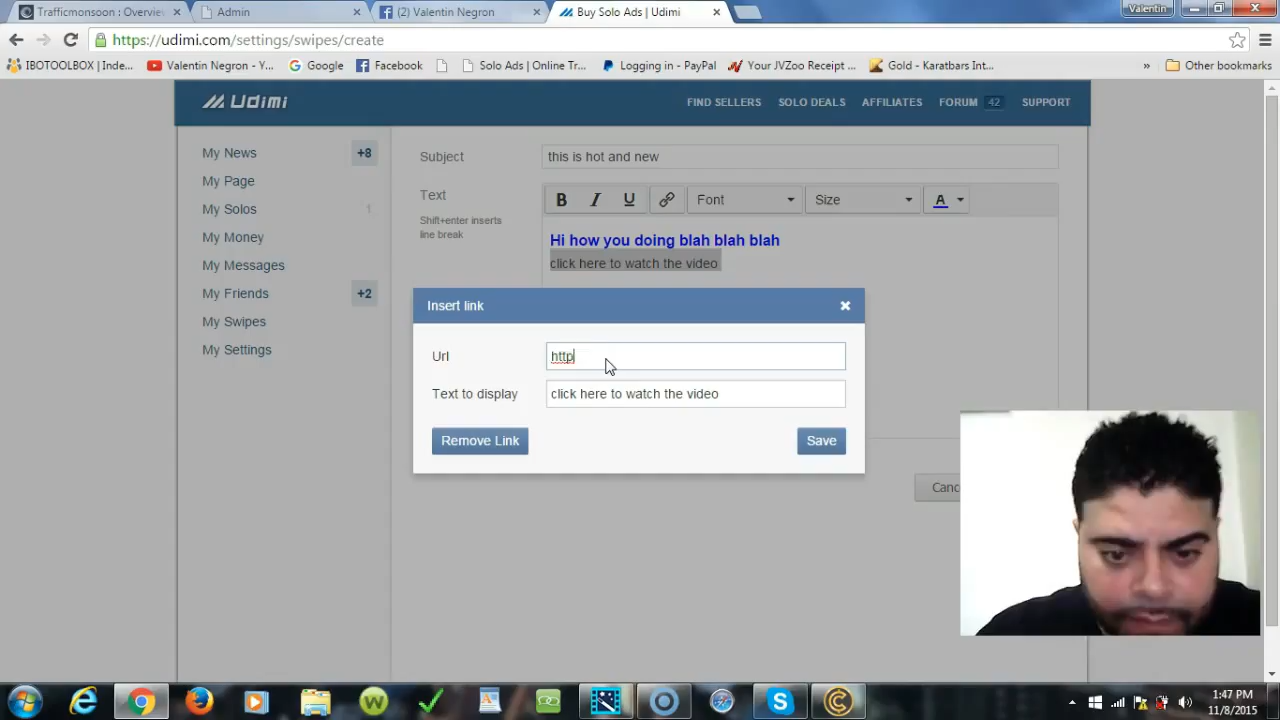 Trafficmonsoon : Overvie
Admin
(2) Valentin Negron
Buy Solo Ads | Udimi
Valentin
https://udimi.com/settings/swipes/create
IBOTOOLBOX | Inde...
Valentin Negron - Y...
Google
Facebook
Solo Ads | Online Tr...
Logging in - PayPal
Your JVZoo Receipt ...
Gold - Karatbars Int...
»
Other bookmarks
Udimi
FIND SELLERS
SOLO DEALS
AFFILIATES
FORUM 42
SUPPORT
My News +8
My Page
My Solos 1
My Money
My Messages
My Friends +2
My Swipes
My Settings
Subject
this is hot and new
Text
Shift+enter inserts
line break
B I U Font Size A
Hi how you doing blah blah blah
click here to watch the video
Insert link
Url
http
Text to display
click here to watch the video
Remove Link
Save
Canc
1:47 PM
11/8/2015